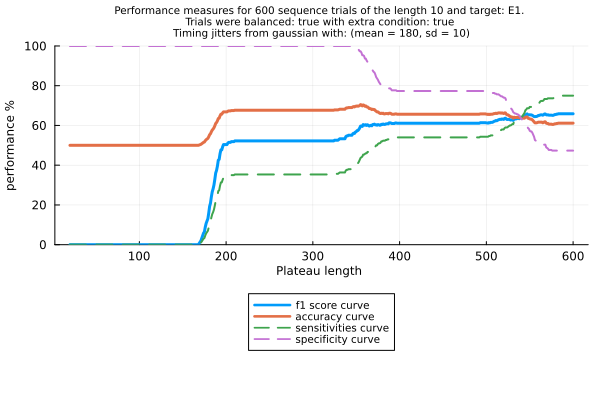 Performance measures for 600 sequence trials of the length 10 and target: E1.
Trials were balanced: true with extra condition: true
Timing jitters from gaussian with: (mean = 180, sd = 10)
100
80
60
40
20
0
performance %
100
200
300
400
500
600
Plateau length
f1 score curve
accuracy curve
sensitivities curve
specificity curve